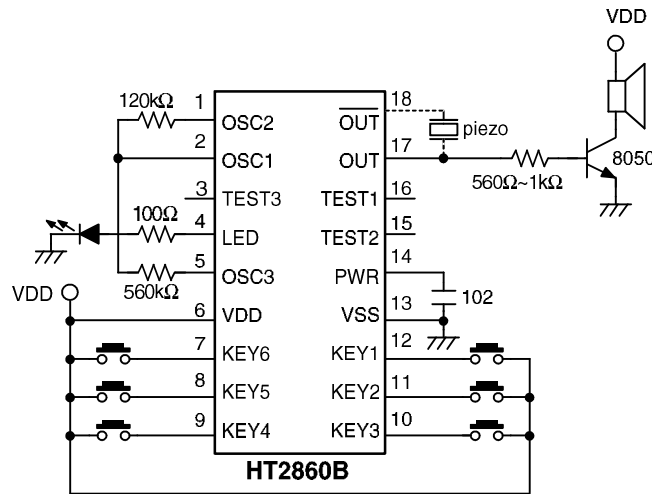 VDD
120kΩ
1
OSC2
2
OSC1
3
TEST3
100Ω
4
LED
5
OSC3
560kΩ
VDD
6
VDD
7
KEY6
8
KEY5
9
KEY4
18
OUT
piezo
17
OUT
560Ω~1kΩ
8050
16
TEST1
15
TEST2
14
PWR
102
13
VSS
12
KEY1
11
KEY2
10
KEY3
HT2860B